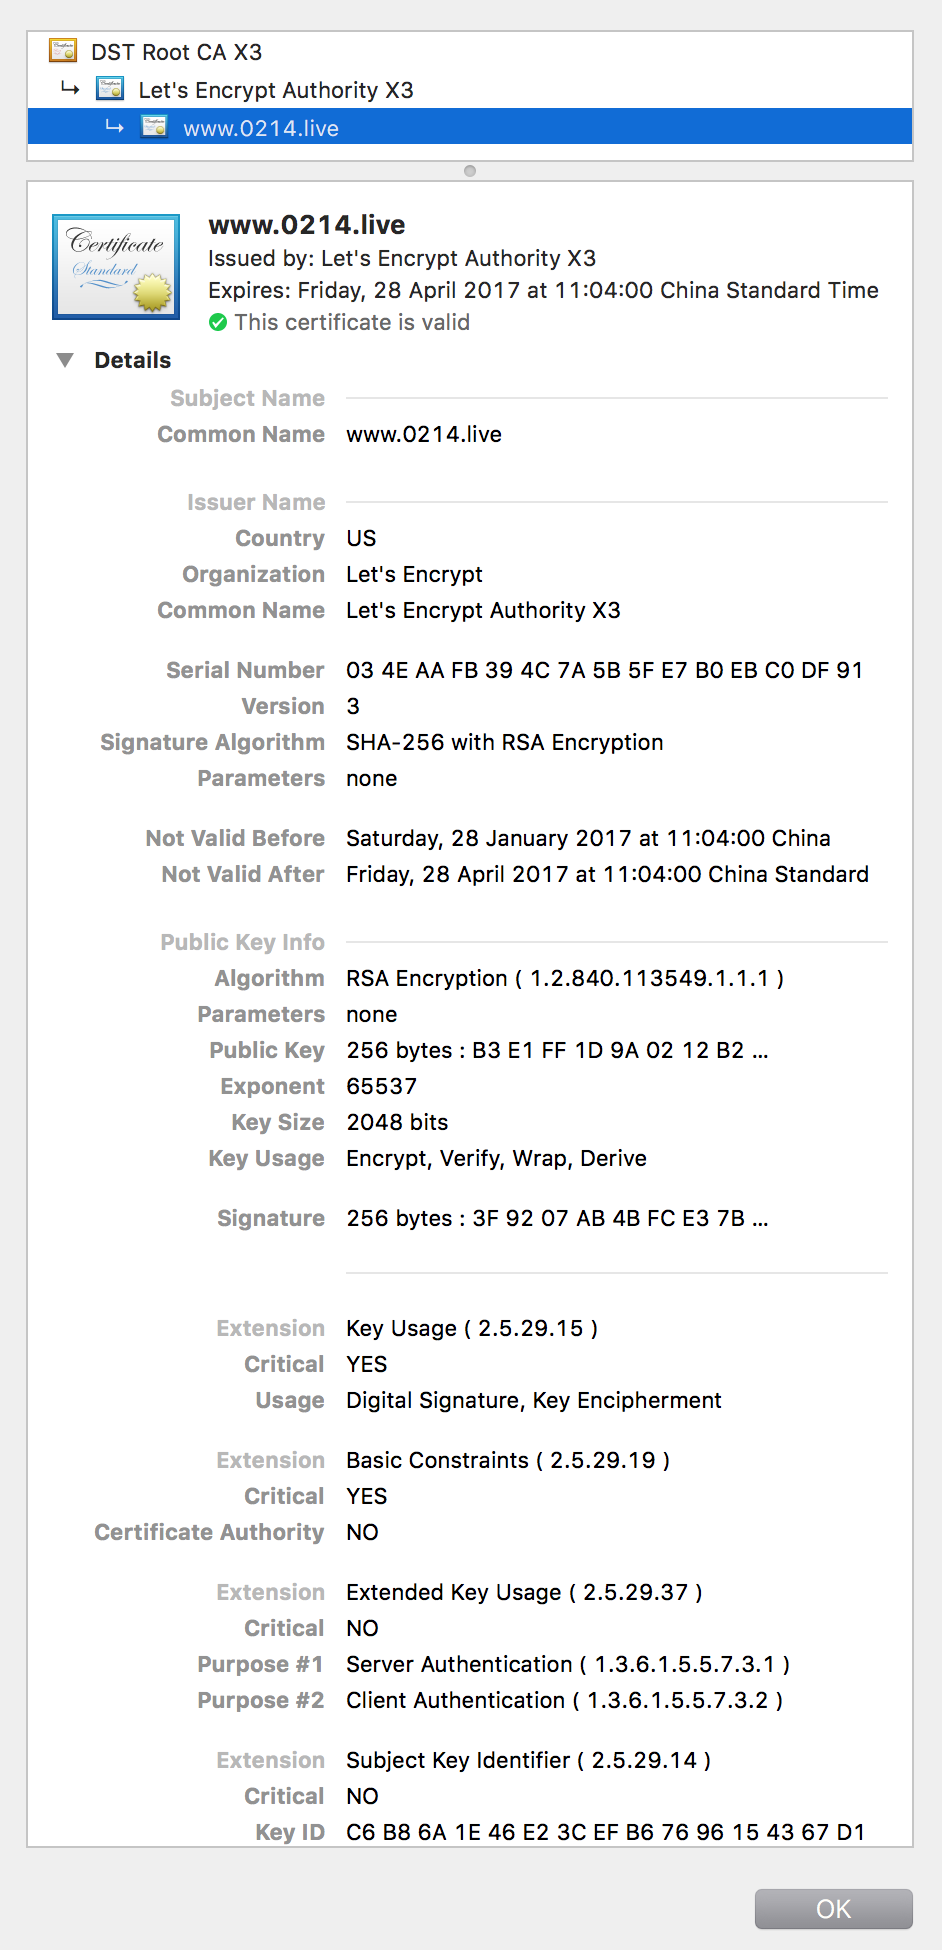 DST Root CA X3
Let's Encrypt Authority X3
www.0214.live
Certificate
Standard
www.0214.live
Issued by: Let's Encrypt Authority X3
Expires: Friday, 28 April 2017 at 11:04:00 China Standard Time
This certificate is valid
Details
Subject Name
Common Name www.0214.live
Issuer Name
Country US
Organization Let's Encrypt
Common Name Let's Encrypt Authority X3
Serial Number 03 4E AA FB 39 4C 7A 5B 5F E7 B0 EB C0 DF 91
Version 3
Signature Algorithm SHA-256 with RSA Encryption
Parameters none
Not Valid Before Saturday, 28 January 2017 at 11:04:00 China
Not Valid After Friday, 28 April 2017 at 11:04:00 China Standard
Public Key Info
Algorithm RSA Encryption ( 1.2.840.113549.1.1.1 )
Parameters none
Public Key 256 bytes : B3 E1 FF 1D 9A 02 12 B2 ...
Exponent 65537
Key Size 2048 bits
Key Usage Encrypt, Verify, Wrap, Derive
Signature 256 bytes : 3F 92 07 AB 4B FC E3 7B ...
Extension Key Usage ( 2.5.29.15 )
Critical YES
Usage Digital Signature, Key Encipherment
Extension Basic Constraints ( 2.5.29.19 )
Critical YES
Certificate Authority NO
Extension Extended Key Usage ( 2.5.29.37 )
Critical NO
Purpose #1 Server Authentication ( 1.3.6.1.5.5.7.3.1 )
Purpose #2 Client Authentication ( 1.3.6.1.5.5.7.3.2 )
Extension Subject Key Identifier ( 2.5.29.14 )
Critical NO
Key ID C6 B8 6A 1E 46 E2 3C EF B6 76 96 15 43 67 D1
OK